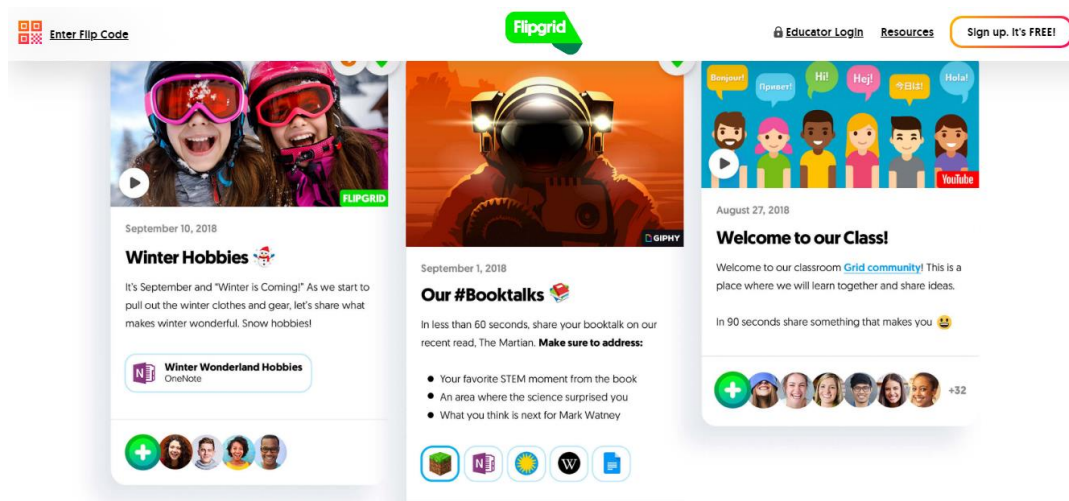 Enter Flip Code
Flipgrid
Educator Login
Resources
Sign up. It's FREE!
FLIPGRID
September 10, 2018
Winter Hobbies
It's September and "Winter is Coming!" As we start to
pull out the winter clothes and gear, let's share what
makes winter wonderful. Snow hobbies!
N
Winter Wonderland Hobbies
OneNote
GIPHY
September 1, 2018
Our #Booktalks
In less than 60 seconds, share your booktalk on our
recent read, The Martian. Make sure to address:
Your favorite STEM moment from the book
An area where the science surprised you
What you think is next for Mark Watney
N
W
Bonjour!
Привет!
Hi!
Hej!
今日は!
Hola!
YouTube
August 27, 2018
Welcome to our Class!
Welcome to our classroom Grid community! This is a
place where we will learn together and share ideas.
In 90 seconds share something that makes you
+32